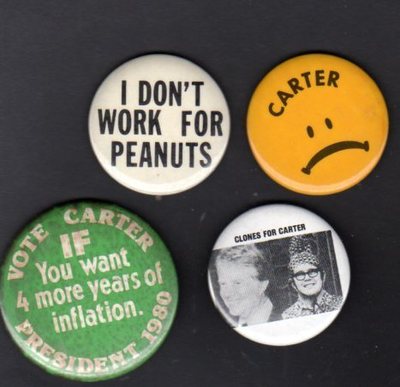 I DON'T
WORK FOR
PEANUTS
CARTER
VOTE CARTER
IF
You want
4 more years of
inflation.
PRESIDENT 1980
CLONES FOR CARTER